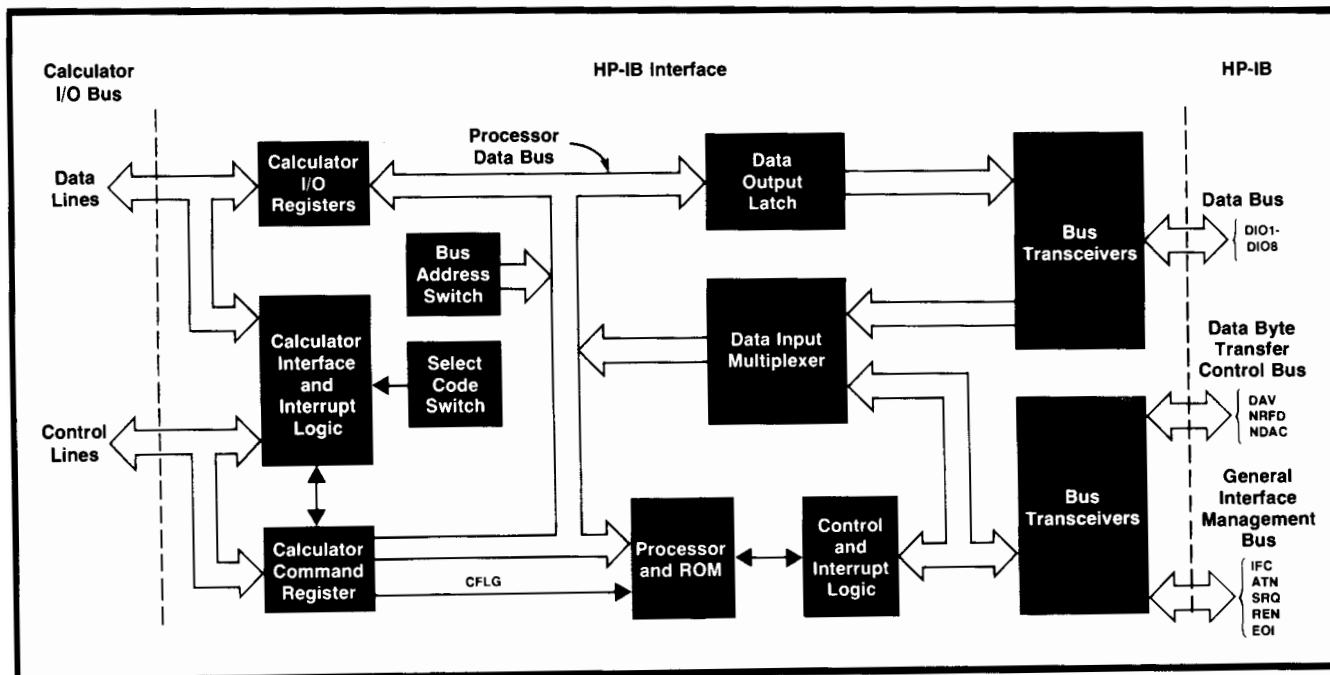 Calculator
I/O Bus
HP-IB Interface
HP-IB
Data
Lines
Calculator
I/O
Registers
Processor
Data Bus
Data
Output
Latch
Bus
Transceivers
Data Bus
DIO1-
DIO8
Bus
Address
Switch
Calculator
Interface
and
Interrupt
Logic
Select
Code
Switch
Data Input
Multiplexer
Data Byte
Transfer
Control Bus
DAV
NRFD
NDAC
Control
Lines
Calculator
Command
Register
CFLG
Processor
and ROM
Control
and
Interrupt
Logic
Bus
Transceivers
General
Interface
Management
Bus
IFC
ATN
SRQ
REN
EOI